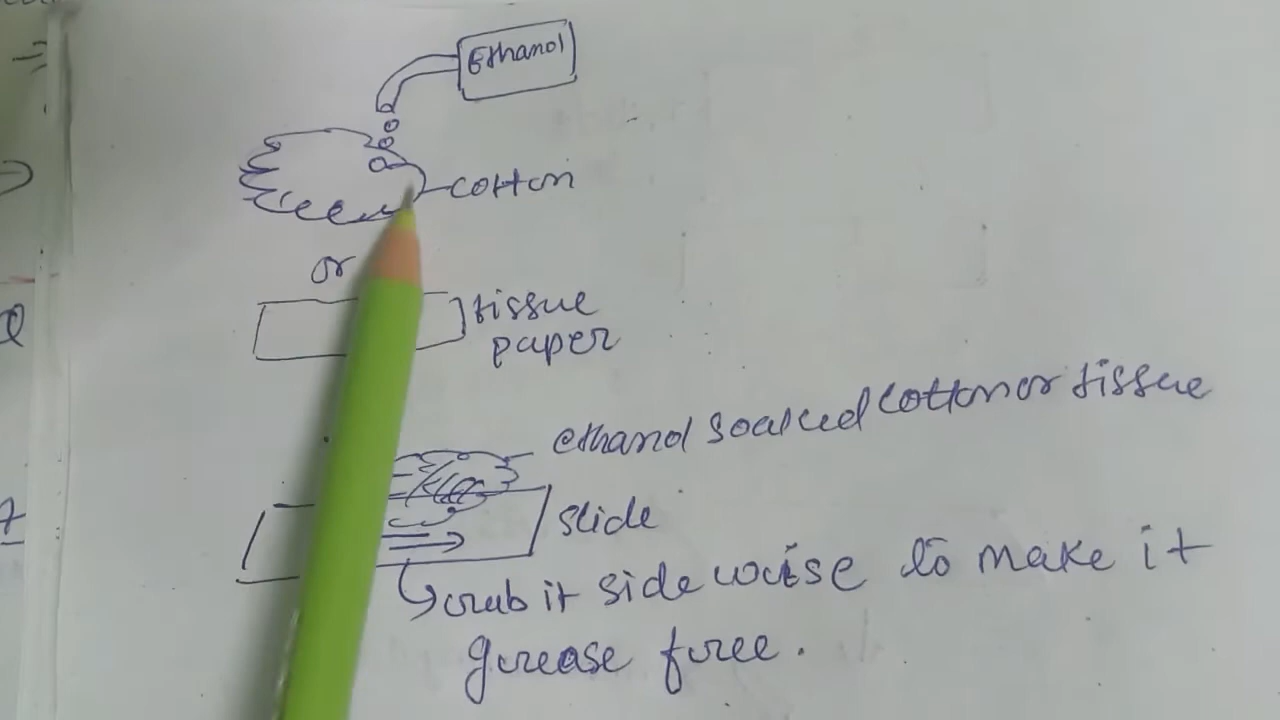 Ethanol
cotton
or
tissue
paper
ethanol soaked cotton or tissue
slide
rub it side wise to make it
grease free.